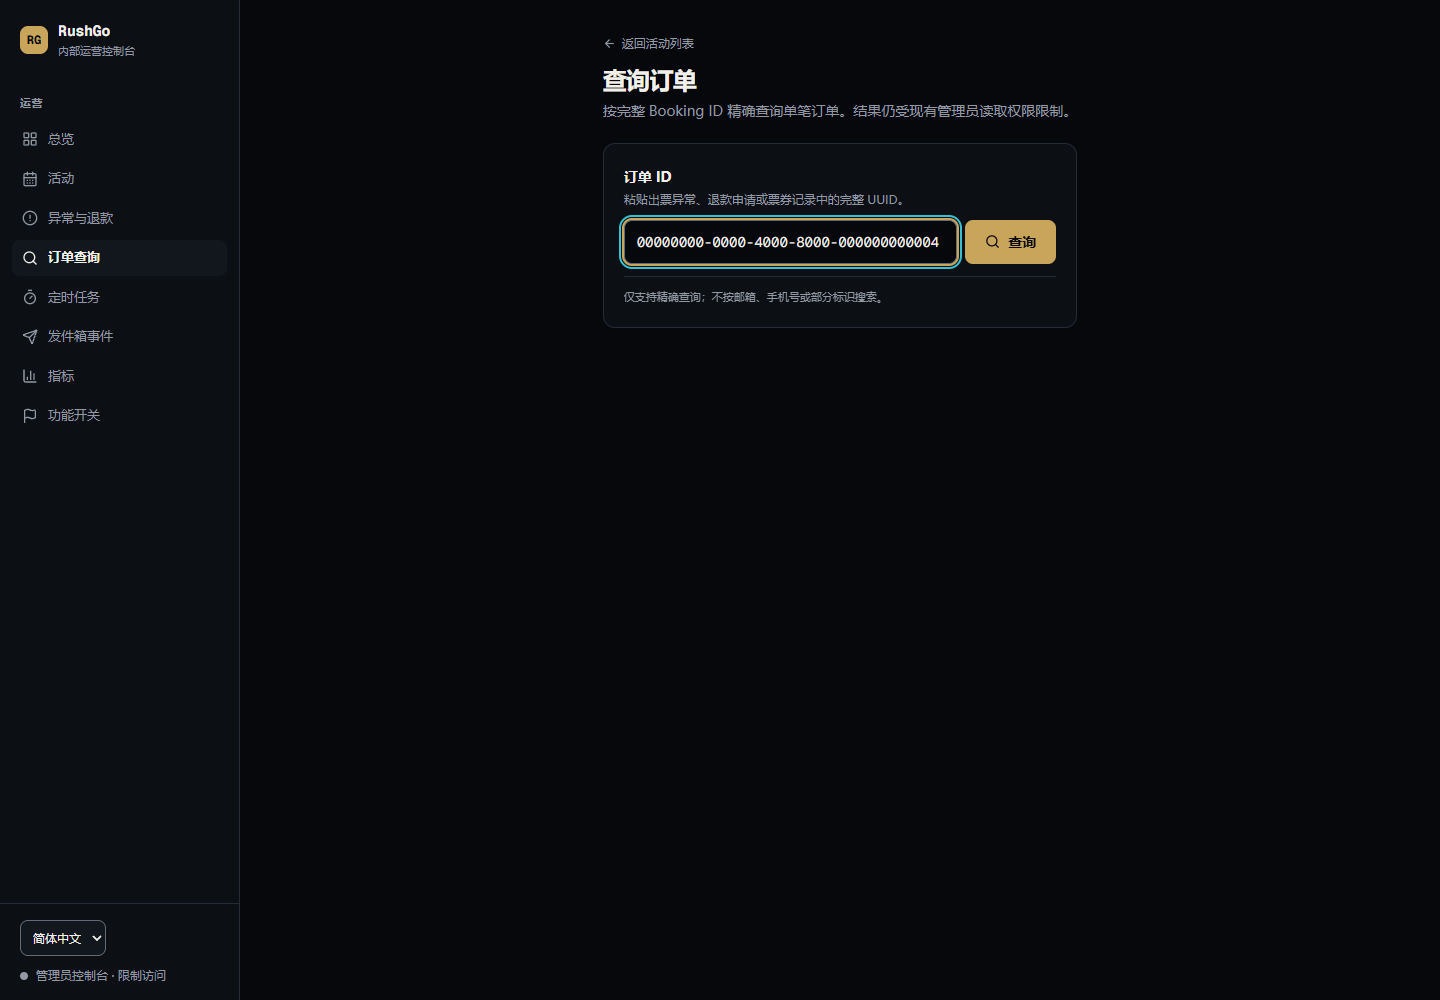 RG
RushGo
内部运营控制台
运营
总览
活动
异常与退款
订单查询
定时任务
发件箱事件
指标
功能开关
简体中文
管理员控制台 · 限制访问
返回活动列表
查询订单
按完整 Booking ID 精确查询单笔订单。结果仍受现有管理员读取权限限制。
订单 ID
粘贴出票异常、退款申请或票券记录中的完整 UUID。
00000000-0000-4000-8000-000000000004
查询
仅支持精确查询；不按邮箱、手机号或部分标识搜索。